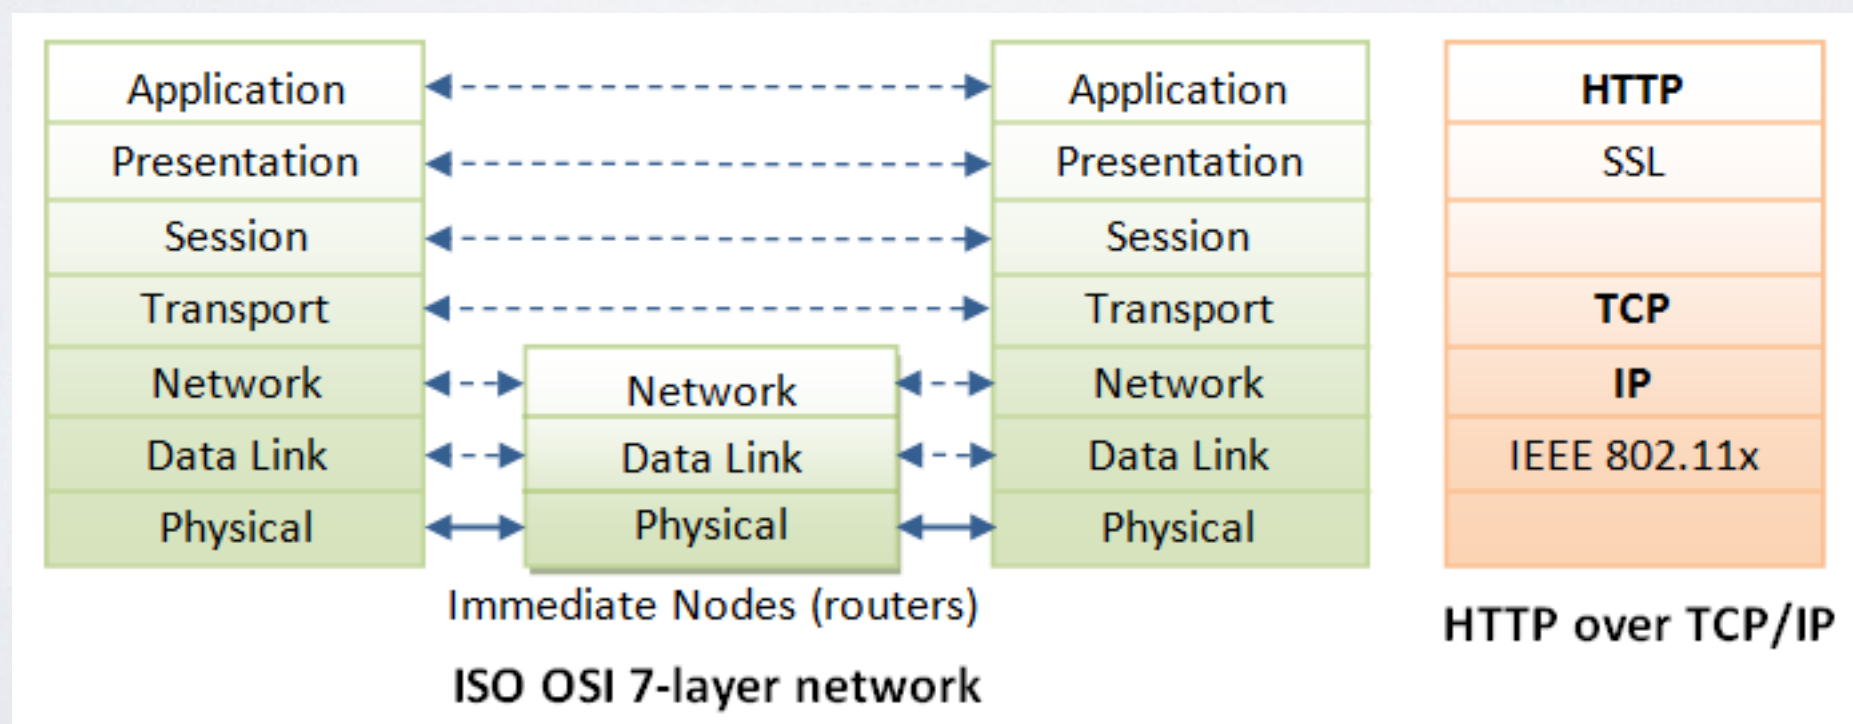 Application
Presentation
Session
Transport
Network
Data Link
Physical
Network
Data Link
Physical
Immediate Nodes (routers)
Application
Presentation
Session
Transport
Network
Data Link
Physical
ISO OSI 7-layer network
HTTP
SSL
TCP
IP
IEEE 802.11x
HTTP over TCP/IP